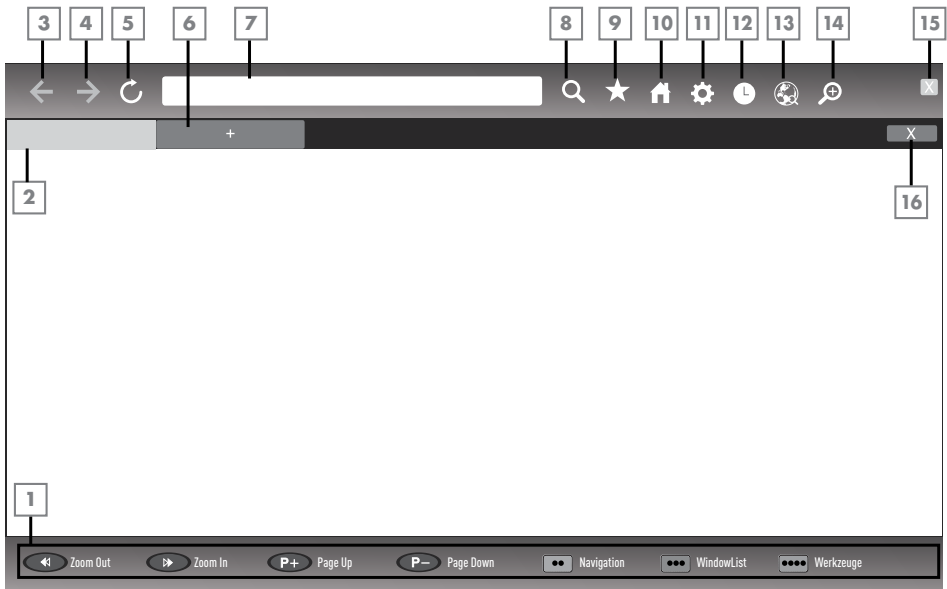 3 4 5 6 7 8 9 10 11 12 13 14 15
X
+ X
2 16
1
Zoom Out Zoom In P+ Page Up P− Page Down Navigation WindowList Werkzeuge